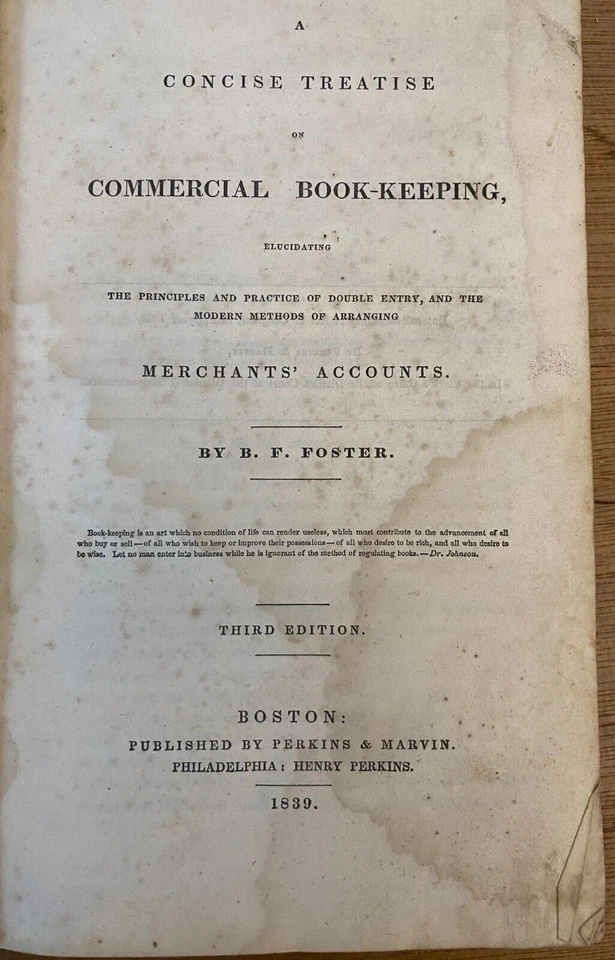 A
CONCISE TREATISE
ON
COMMERCIAL BOOK-KEEPING,
ELUCIDATING
THE PRINCIPLES AND PRACTICE OF DOUBLE ENTRY, AND THE
MODERN METHODS OF ARRANGING
MERCHANTS' ACCOUNTS.
BY B. F. FOSTER.
Book-keeping is an art which no condition of life can render useless, which must contribute to the advancement of all
who buy or sell—of all who wish to keep or improve their possessions—of all who desire to be rich, and all who desire to
be wise. Let no man enter into business while he is ignorant of the method of regulating books.—Dr. Johnson.
THIRD EDITION.
BOSTON:
PUBLISHED BY PERKINS & MARVIN.
PHILADELPHIA: HENRY PERKINS.
1839.